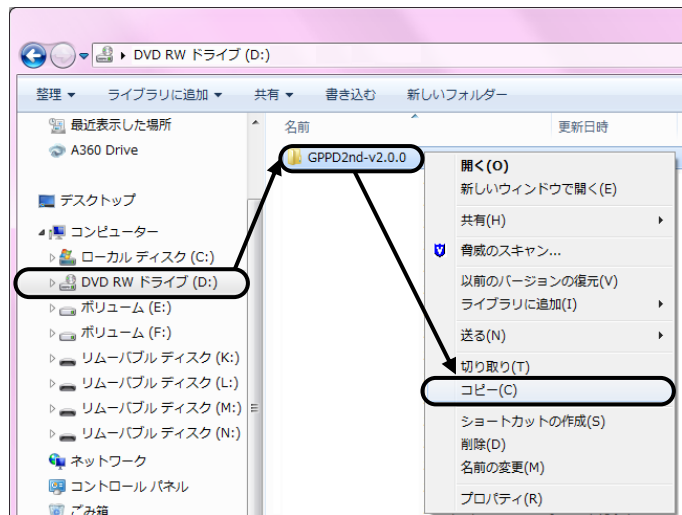 DVD RW ドライブ (D:)
整理 ライブラリに追加 共有 書き込む 新しいフォルダー
最近表示した場所
A360 Drive
デスクトップ
コンピューター
ローカル ディスク (C:)
DVD RW ドライブ (D:)
ボリューム (E:)
ボリューム (F:)
リムーバブル ディスク (K:)
リムーバブル ディスク (L:)
リムーバブル ディスク (M:)
リムーバブル ディスク (N:)
ネットワーク
コントロール パネル
ごみ箱
名前 更新日時
GPPD2nd-v2.0.0
開く(O)
新しいウィンドウで開く(E)
共有(H)
脅威のスキャン...
以前のバージョンの復元(V)
ライブラリに追加(I)
送る(N)
切り取り(T)
コピー(C)
ショートカットの作成(S)
削除(D)
名前の変更(M)
プロパティ(R)